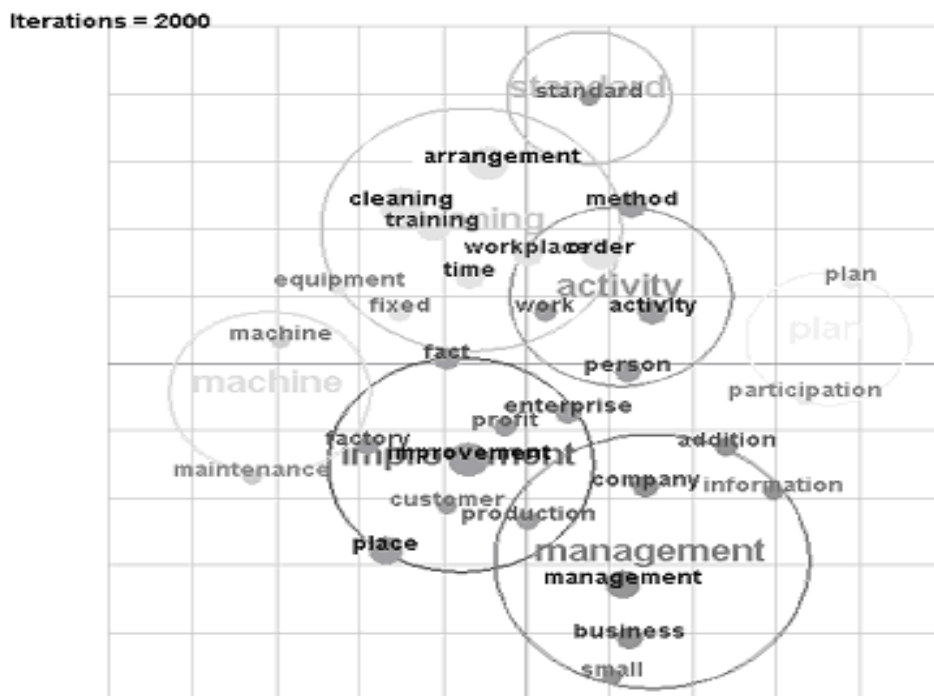 Iterations = 2000
standard
standard
arrangement
cleaning
method
training
workplace
order
time
plan
equipment
activity
fixed
work
activity
plan
machine
fact
person
machine
participation
enterprise
profit
factory
addition
improvement
improvement
maintenance
company
information
customer
production
place
management
management
business
small